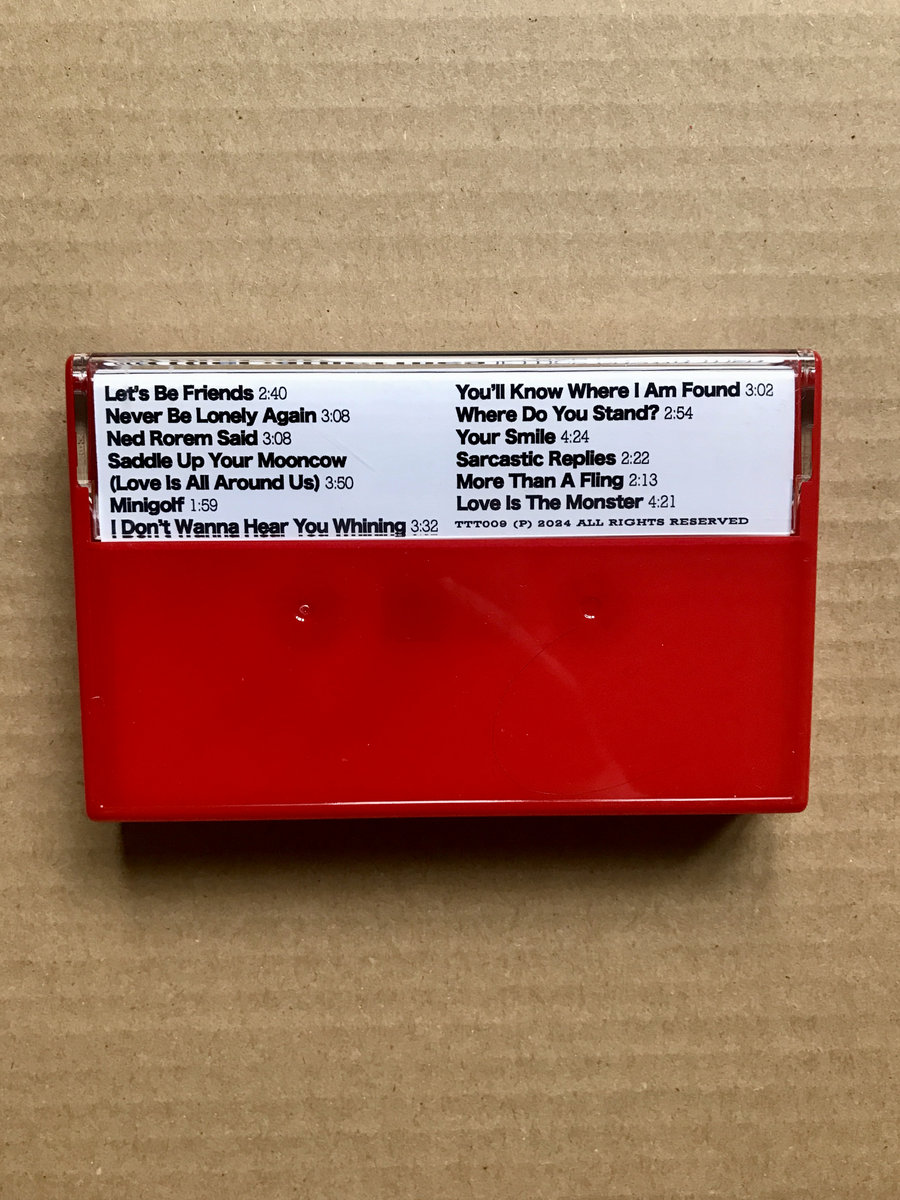 Let's Be Friends 2:40
Never Be Lonely Again 3:08
Ned Rorem Said 3:08
Saddle Up Your Mooncow
(Love Is All Around Us) 3:50
Minigolf 1:59
I Don't Wanna Hear You Whining 3:32
You'll Know Where I Am Found 3:02
Where Do You Stand? 2:54
Your Smile 4:24
Sarcastic Replies 2:22
More Than A Fling 2:13
Love Is The Monster 4:21
TTT009 (P) 2024 ALL RIGHTS RESERVED